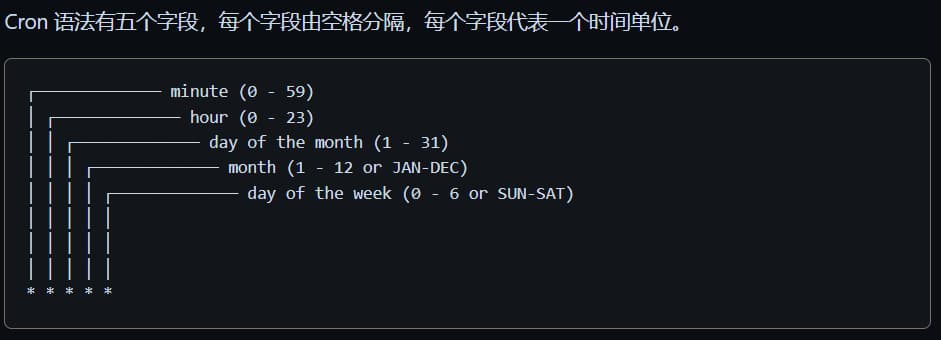 Cron 语法有五个字段，每个字段由空格分隔，每个字段代表一个时间单位。
┌───────────── minute (0 - 59)
│ ┌───────────── hour (0 - 23)
│ │ ┌───────────── day of the month (1 - 31)
│ │ │ ┌───────────── month (1 - 12 or JAN-DEC)
│ │ │ │ ┌───────────── day of the week (0 - 6 or SUN-SAT)
│ │ │ │ │
│ │ │ │ │
│ │ │ │ │
* * * * *